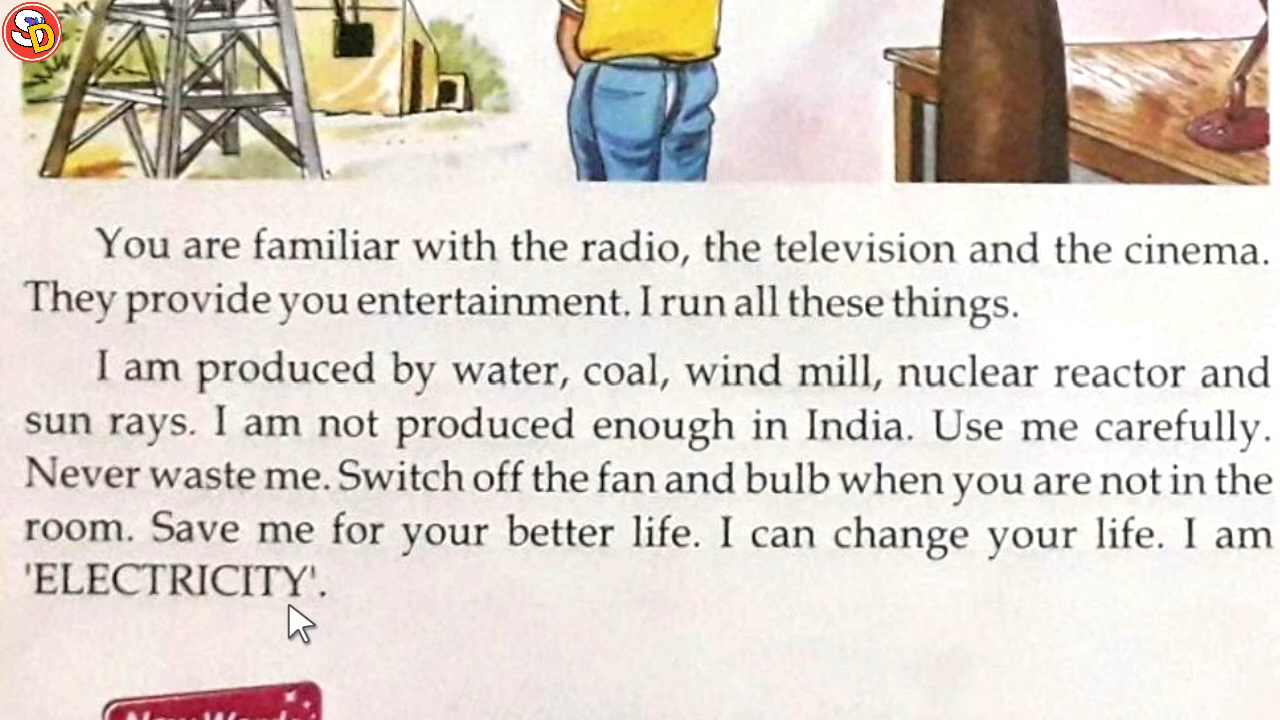 SD
You are familiar with the radio, the television and the cinema.
They provide you entertainment. I run all these things.
I am produced by water, coal, wind mill, nuclear reactor and
sun rays. I am not produced enough in India. Use me carefully.
Never waste me. Switch off the fan and bulb when you are not in the
room. Save me for your better life. I can change your life. I am
'ELECTRICITY'.
New Words